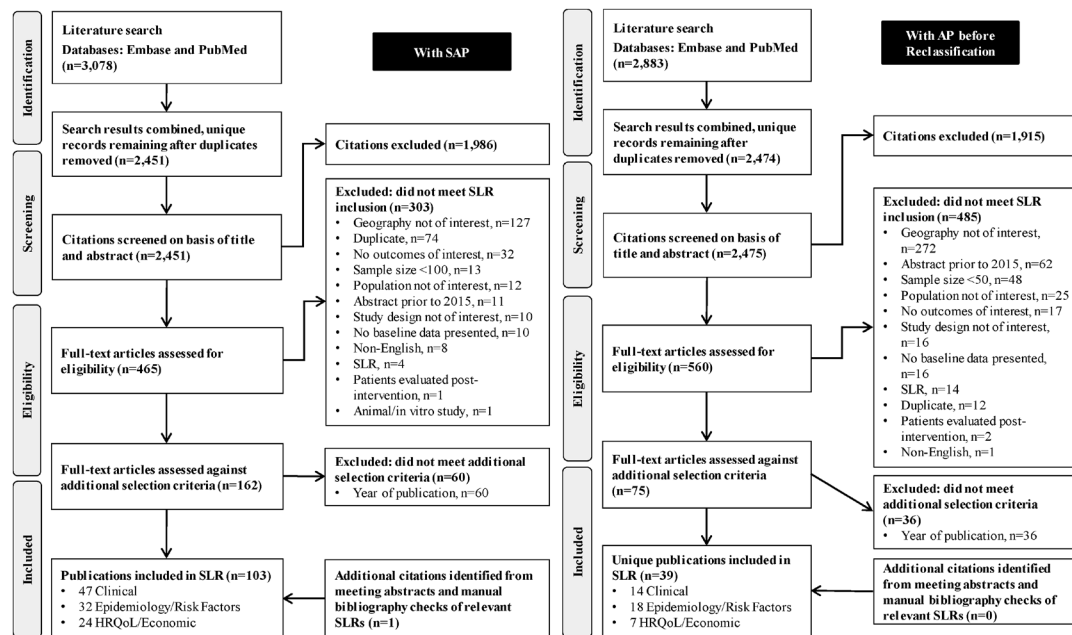 Identification
Literature search
Databases: Embase and PubMed
(n=3,078)
With SAP
Search results combined, unique
records remaining after duplicates
removed (n=2,451)
Citations excluded (n=1,986)
Screening
Citations screened on basis of title
and abstract (n=2,451)
Excluded: did not meet SLR
inclusion (n=303)
• Geography not of interest, n=127
• Duplicate, n=74
• No outcomes of interest, n=32
• Sample size <100, n=13
• Population not of interest, n=12
• Abstract prior to 2015, n=11
• Study design not of interest, n=10
• No baseline data presented, n=10
• Non-English, n=8
• SLR, n=4
• Patients evaluated post-
intervention, n=1
• Animal/in vitro study, n=1
Eligibility
Full-text articles assessed for
eligibility (n=465)
Full-text articles assessed against
additional selection criteria (n=162)
Excluded: did not meet additional
selection criteria (n=60)
• Year of publication, n=60
Included
Publications included in SLR (n=103)
• 47 Clinical
• 32 Epidemiology/Risk Factors
• 24 HRQoL/Economic
Additional citations identified from
meeting abstracts and manual
bibliography checks of relevant
SLRs (n=1)
Identification
Literature search
Databases: Embase and PubMed
(n=2,883)
With AP before
Reclassification
Search results combined, unique
records remaining after
duplicates removed (n=2,474)
Citations excluded (n=1,915)
Screening
Citations screened on basis of
title and abstract (n=2,475)
Excluded: did not meet SLR
inclusion (n=485)
• Geography not of interest,
n=272
• Abstract prior to 2015, n=62
• Sample size <50, n=48
• Population not of interest, n=25
• No outcomes of interest, n=17
• Study design not of interest,
n=16
• No baseline data presented,
n=16
• SLR, n=14
• Duplicate, n=12
• Patients evaluated post-
intervention, n=2
• Non-English, n=1
Eligibility
Full-text articles assessed for
eligibility (n=560)
Full-text articles assessed against
additional selection criteria
(n=75)
Excluded: did not meet
additional selection criteria
(n=36)
• Year of publication, n=36
Included
Unique publications included in
SLR (n=39)
• 14 Clinical
• 18 Epidemiology/Risk Factors
• 7 HRQoL/Economic
Additional citations identified
from meeting abstracts and
manual bibliography checks of
relevant SLRs (n=0)